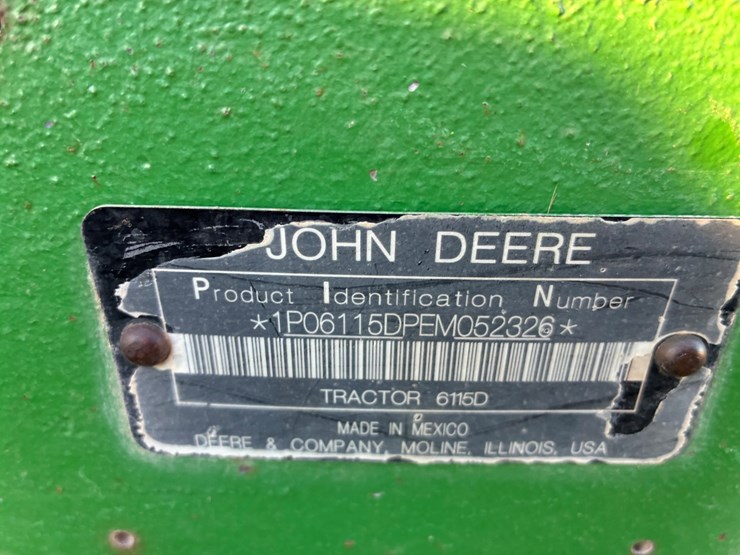 JOHN DEERE
Product Identification Number
*1P06115DPEM052326*
TRACTOR 6115D
MADE IN MEXICO
DEERE & COMPANY, MOLINE, ILLINOIS, USA